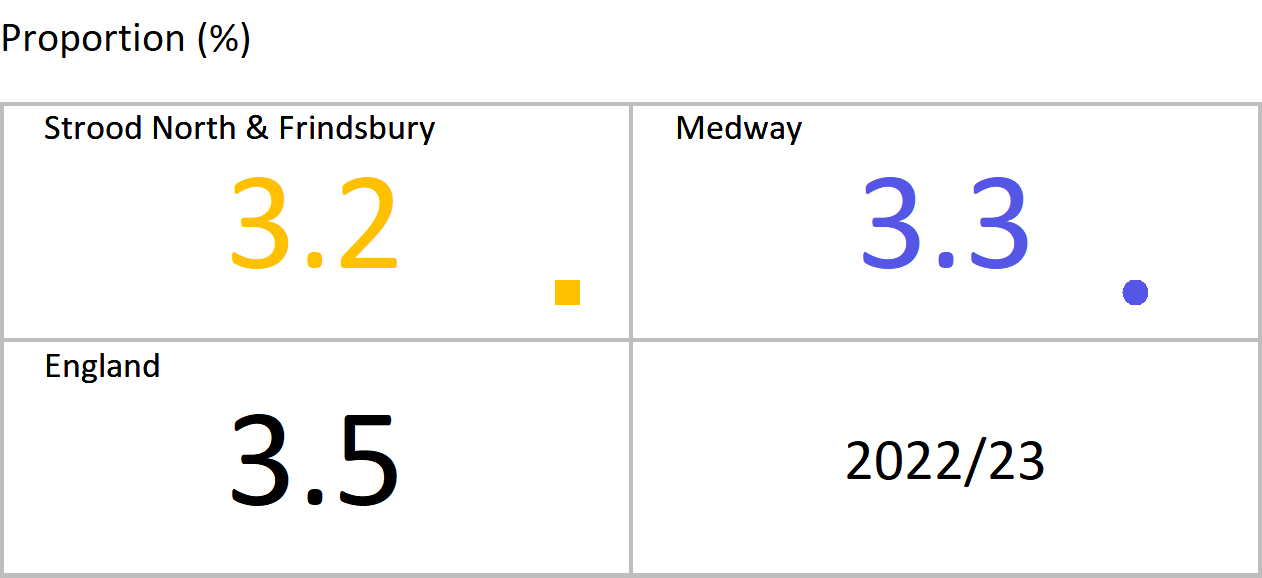 Proportion (%)
Strood North & Frindsbury
3.2
Medway
3.3
England
3.5
2022/23